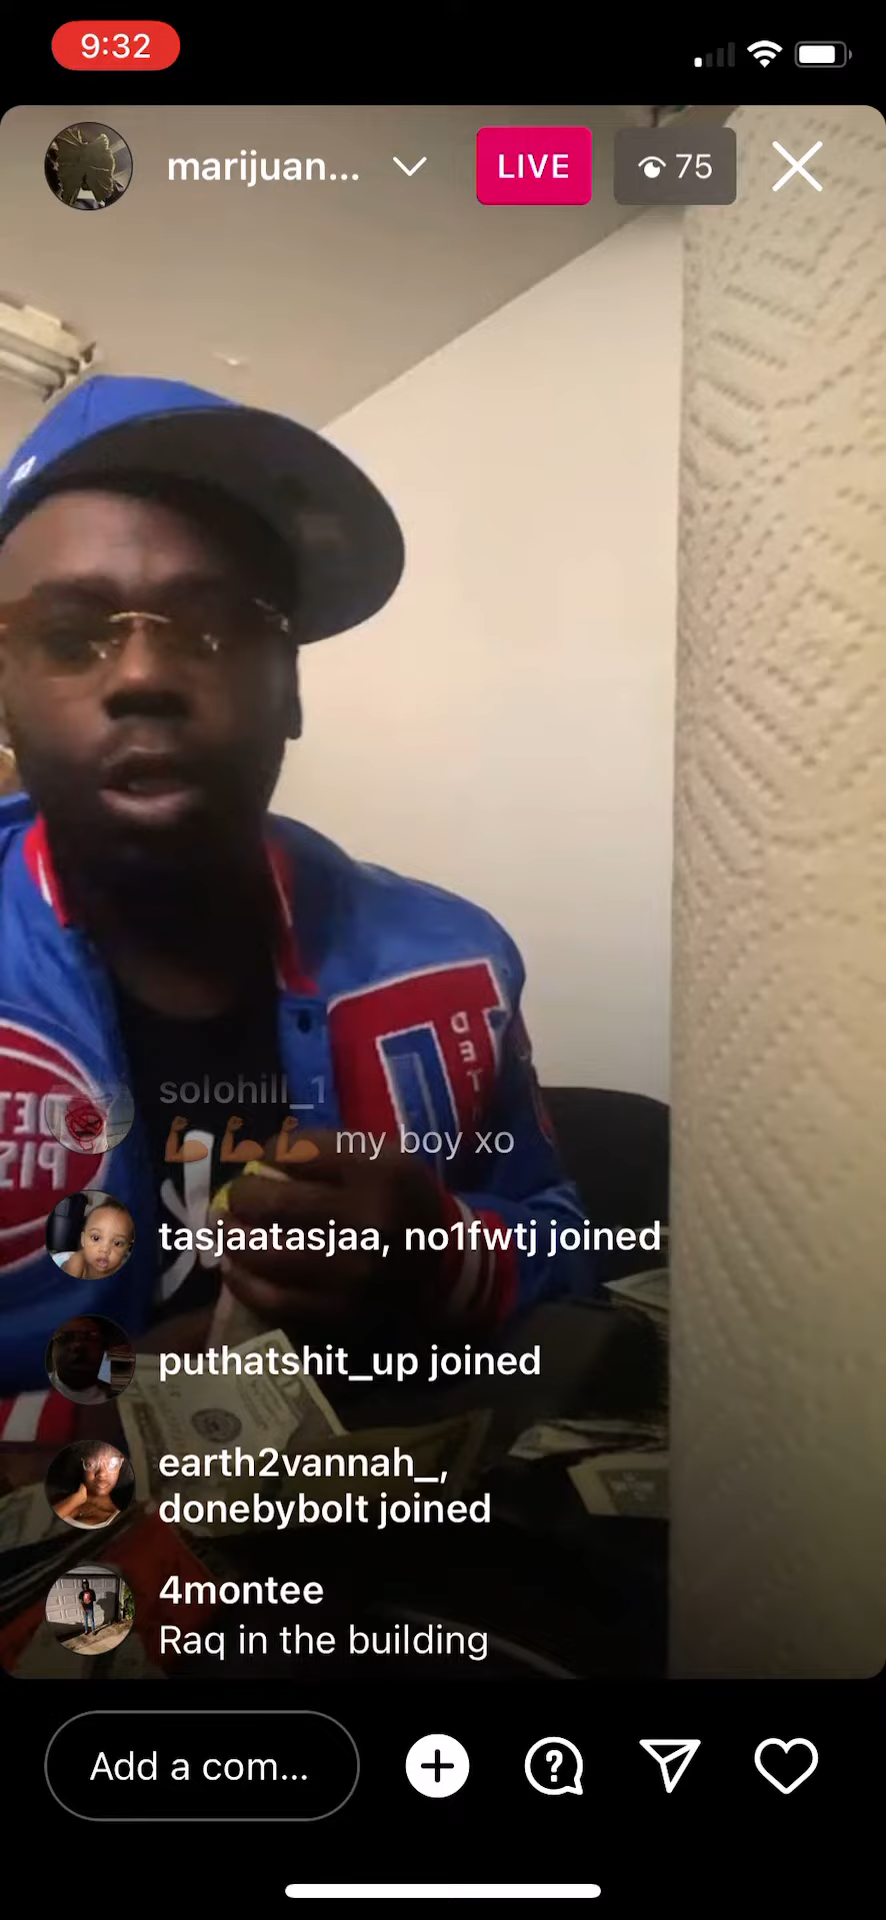 9:32
marijuan...
LIVE
75
solohill_1
💪🏾💪🏾💪🏾 my boy xo
tasjaatasjaa, no1fwtj joined
puthatshit_up joined
earth2vannah_,
donebybolt joined
4montee
Raq in the building
Add a com...